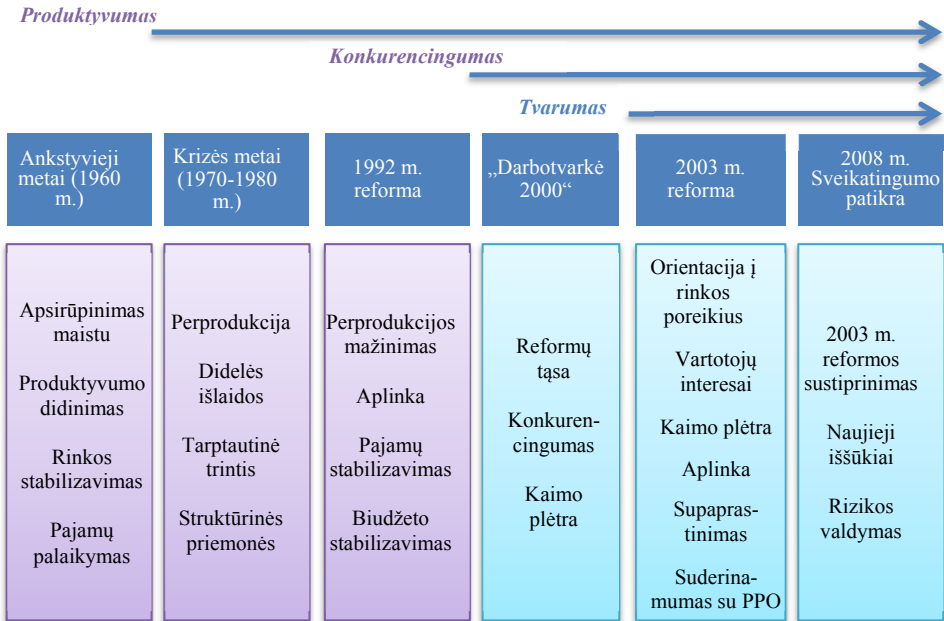 Produktyvumas
Konkurencingumas
Tvarumas
Ankstyvieji
metai (1960
m.)
Krizės metai
(1970-1980
m.)
1992 m.
reforma
„Darbotvarkė
2000“
2003 m.
reforma
2008 m.
Sveikatingumo
patikra
Apsirūpinimas
maistu
Produktyvumo
didinimas
Rinkos
stabilizavimas
Pajamų
palaikymas
Perprodukcija
Didelės
išlaidos
Tarptautinė
trintis
Struktūrinės
priemonės
Perprodukcijos
mažinimas
Aplinka
Pajamų
stabilizavimas
Biudžeto
stabilizavimas
Reformų
tąsa
Konkuren-
cingumas
Kaimo
plėtra
Orientacija į
rinkos
poreikius
Vartotojų
interesai
Kaimo plėtra
Aplinka
Supapras-
tinimas
Suderina-
mumas su PPO
2003 m.
reformos
sustiprinimas
Naujieji
iššūkiai
Rizikos
valdymas